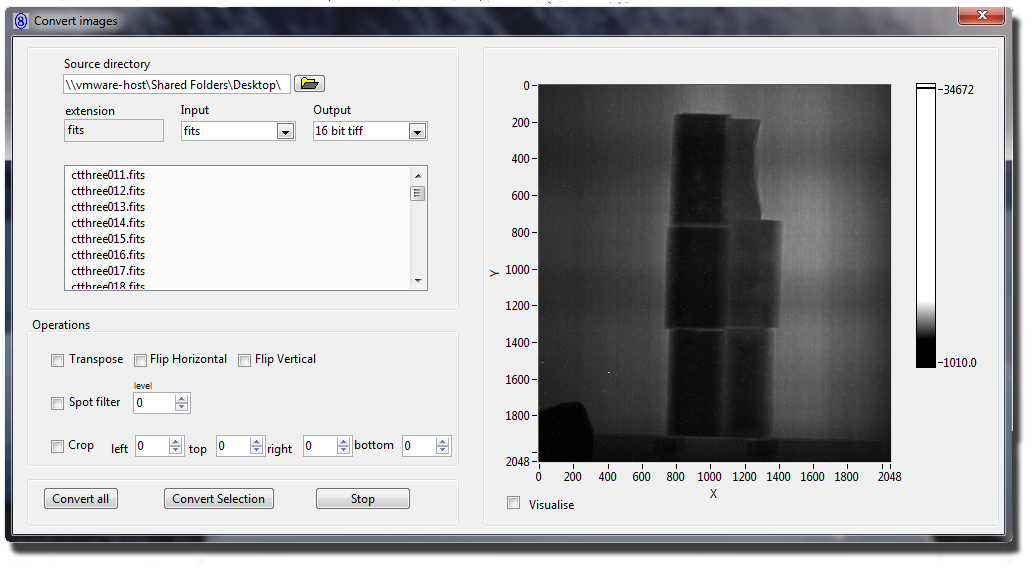 Convert images
Source directory
\\vmware-host\Shared Folders\Desktop\
extension Input Output
fits fits 16 bit tiff
ctthree011.fits
ctthree012.fits
ctthree013.fits
ctthree014.fits
ctthree015.fits
ctthree016.fits
ctthree017.fits
ctthree018.fits
Operations
Transpose Flip Horizontal Flip Vertical
level
Spot filter 0
Crop left 0 top 0 right 0 bottom 0
Convert all Convert Selection Stop
0
200
400
600
800
1000
1200
1400
1600
1800
2048
Y
0 200 400 600 800 1000 1200 1400 1600 1800 2048
X
34672
1010.0
Visualise